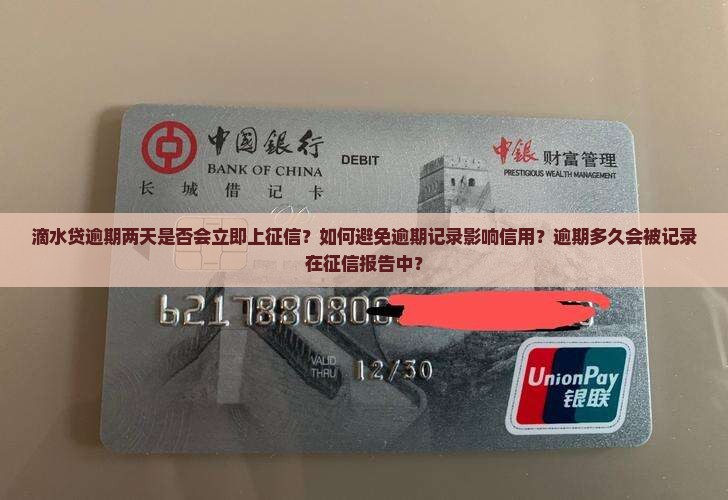 中国银行
BANK OF CHINA
DEBIT
中銀 财富管理
PRESTIGIOUS WEALTH MANAGEMENT
长城借记卡
滴水贷逾期两天是否会立即上征信？如何避免逾期记录影响信用？逾期多久会被记录
在征信报告中？
621788080
VALID
THRU
12/30
UnionPay
银联